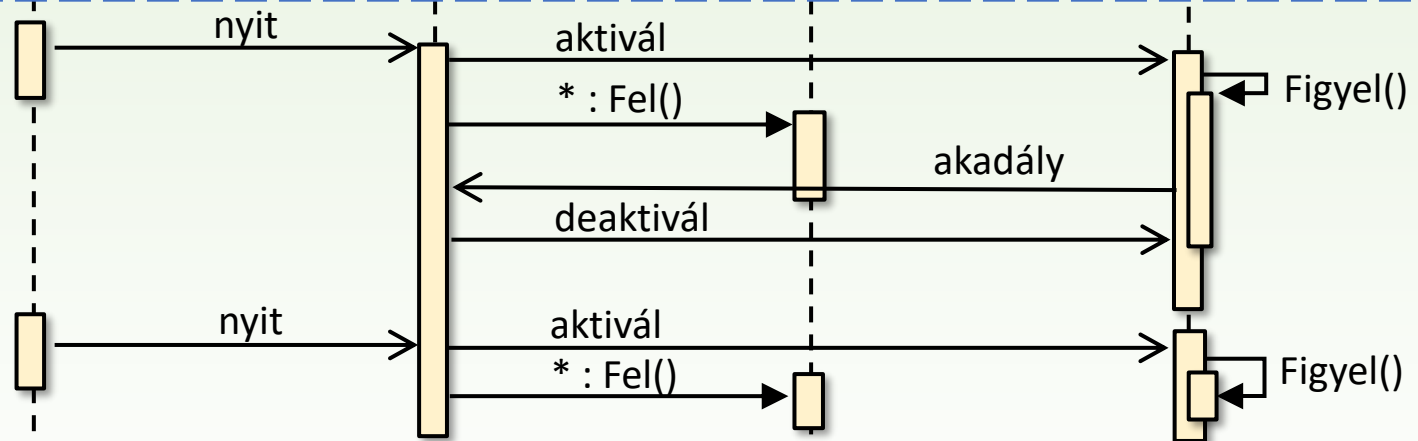 nyit
aktivál
Figyel()
* : Fel()
akadály
deaktivál
nyit
aktivál
* : Fel()
Figyel()